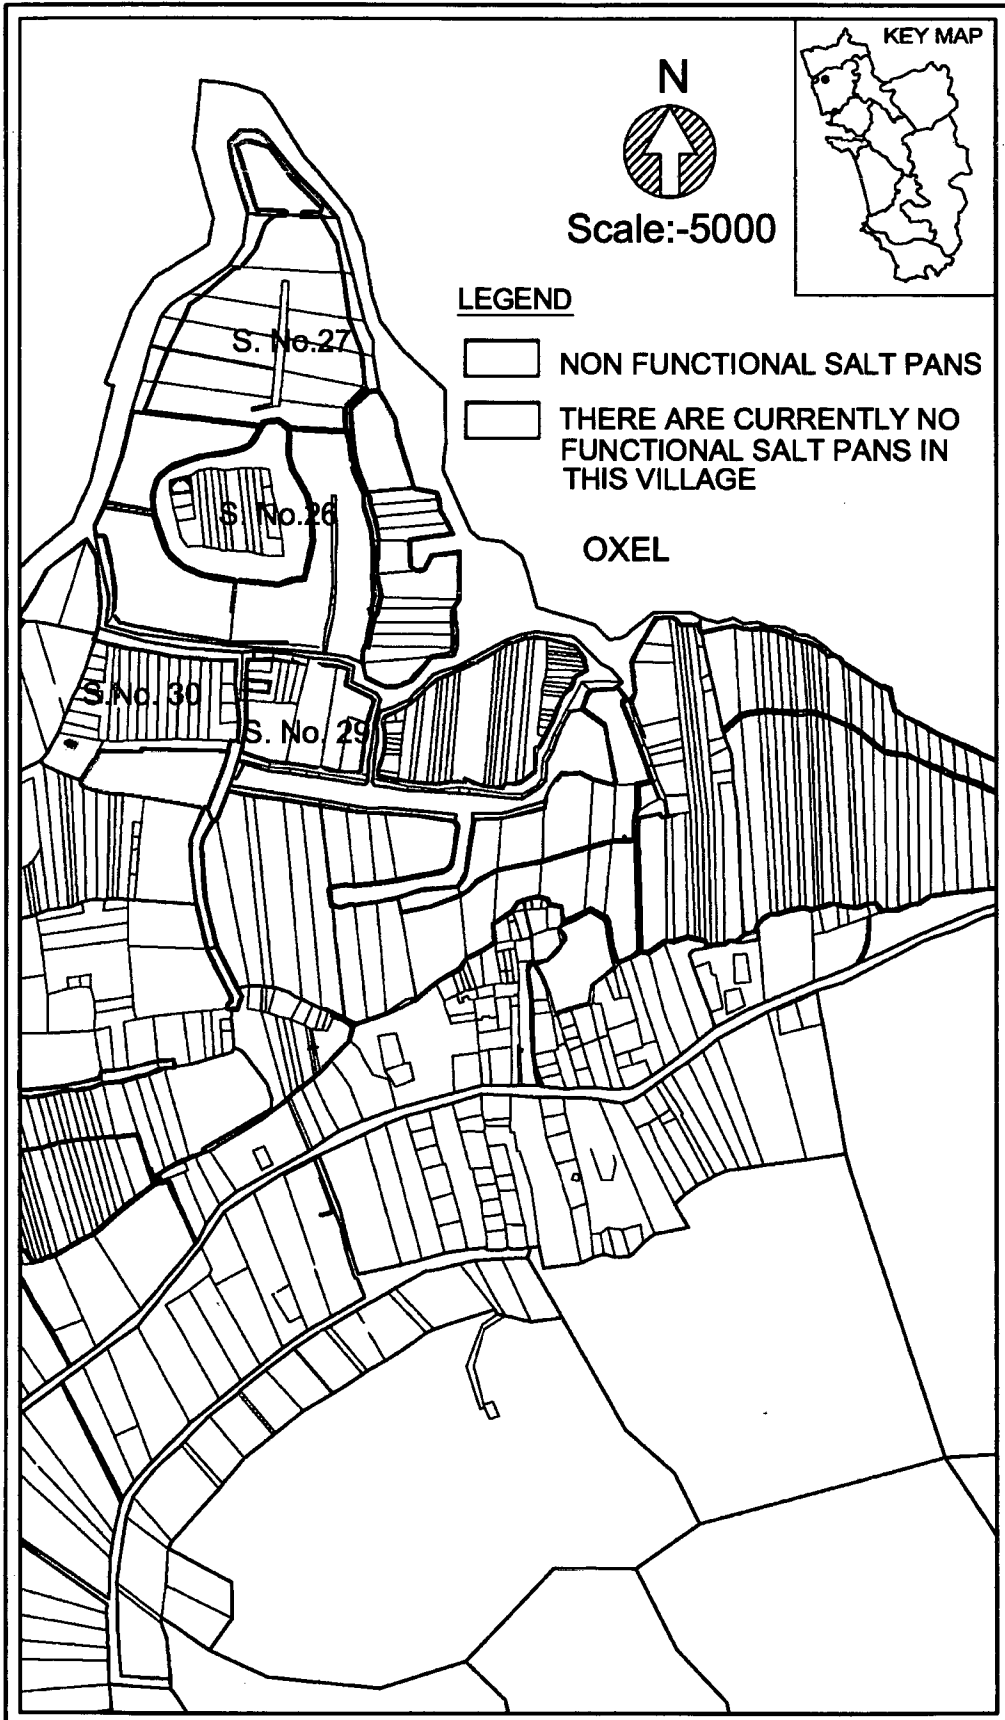 KEY MAP
N
Scale:-5000
LEGEND
NON FUNCTIONAL SALT PANS
THERE ARE CURRENTLY NO
FUNCTIONAL SALT PANS IN
THIS VILLAGE
OXEL
S. No.27
S. No.26
S.No. 30
S. No. 29